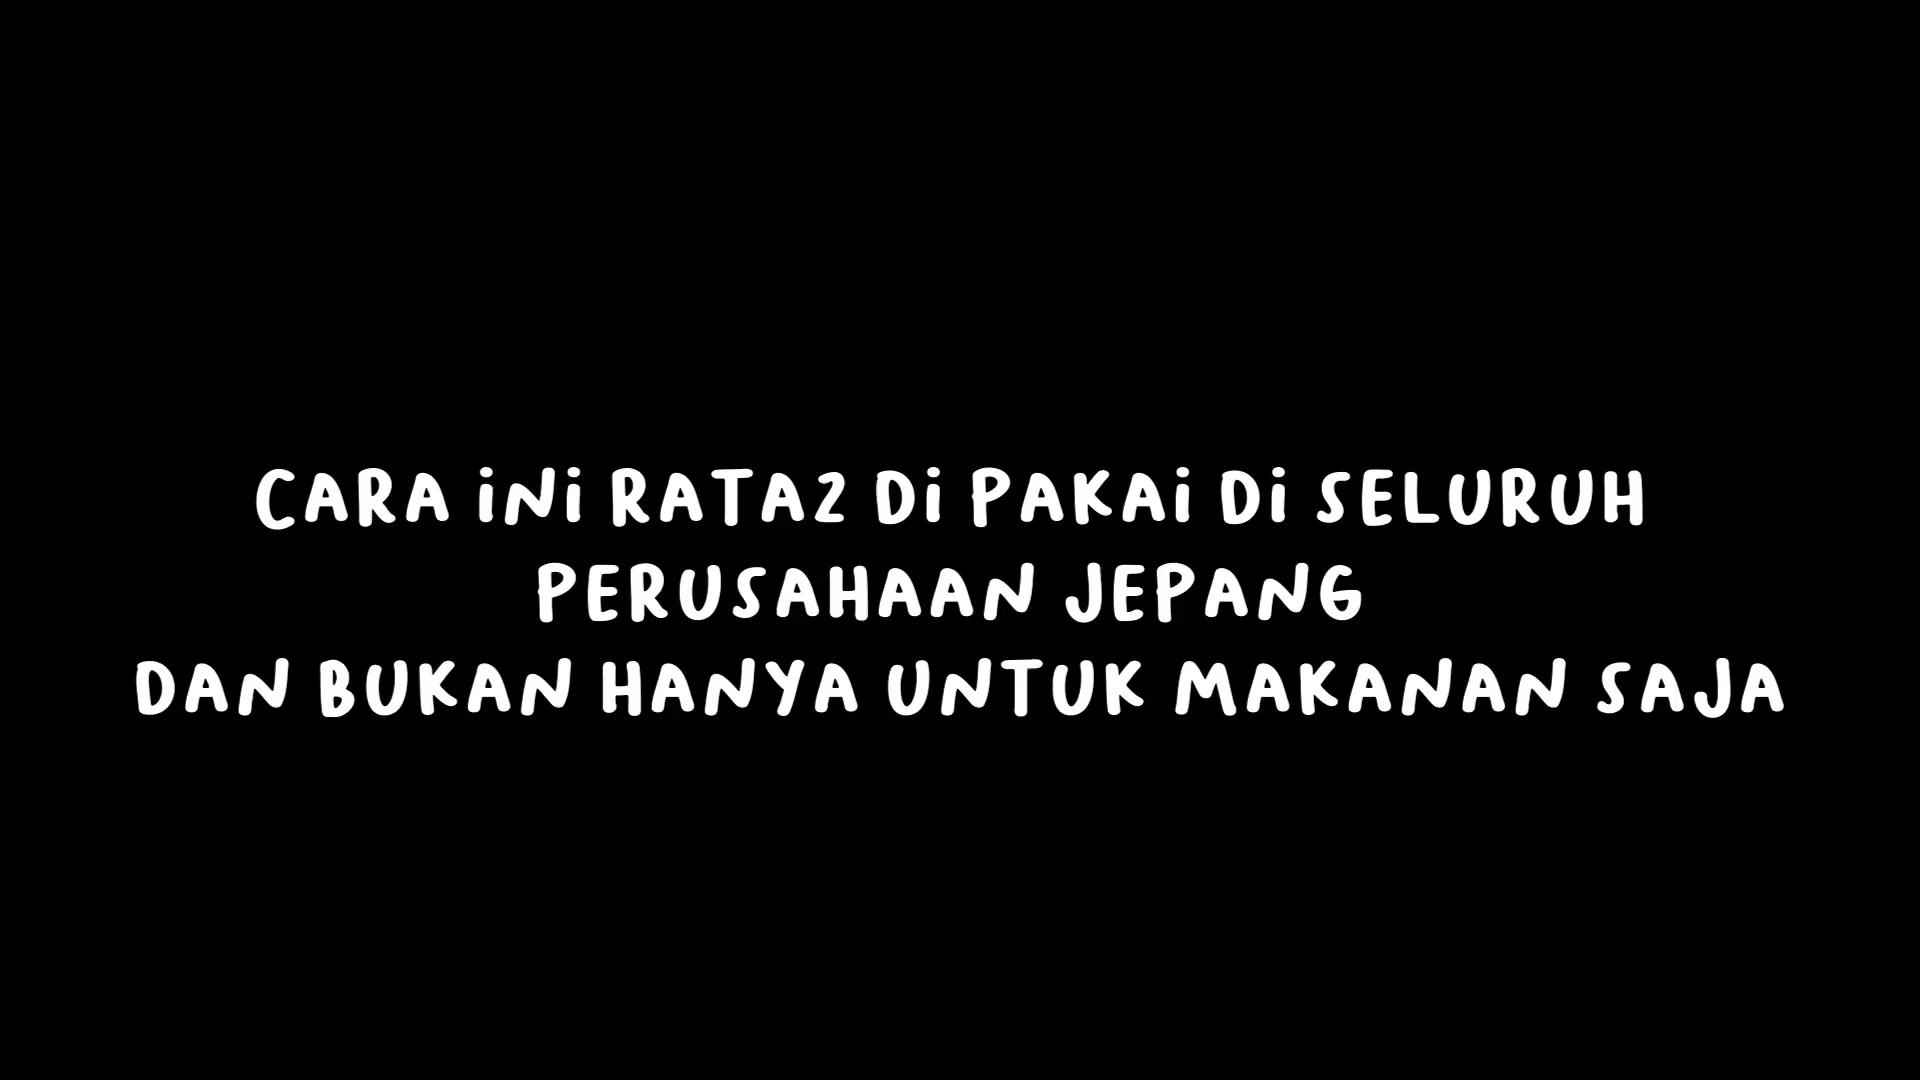 CARA iNi RATA2 Di PAKAi Di SELURUH
PERUSAHAAN JEPANG
DAN BUKAN HANYA UNTUK MAKANAN SAJA